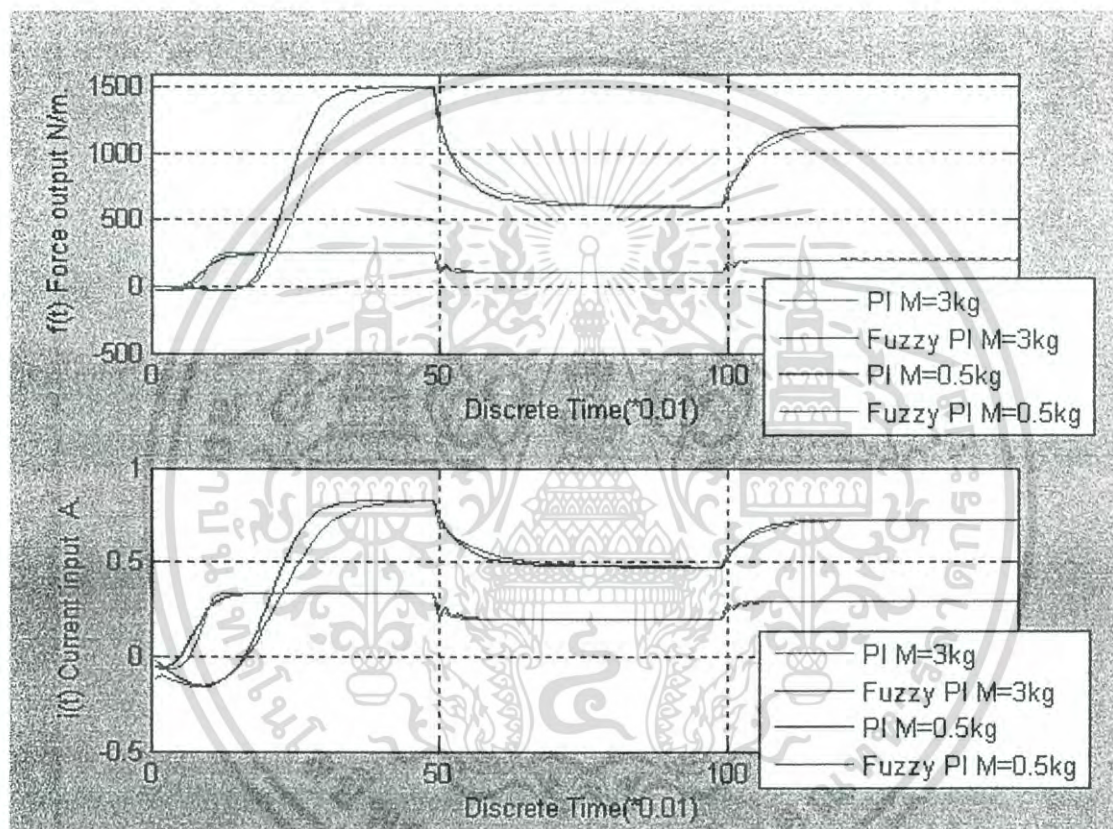 1500
1000
500
0
-500
f(t) Force output N/m.
0
50
100
Discrete Time(*0.01)
PI M=3kg
Fuzzy PI M=3kg
PI M=0.5kg
Fuzzy PI M=0.5kg
1
0.5
0
-0.5
i(t) Current input A.
0
50
100
Discrete Time(*0.01)
PI M=3kg
Fuzzy PI M=3kg
PI M=0.5kg
Fuzzy PI M=0.5kg